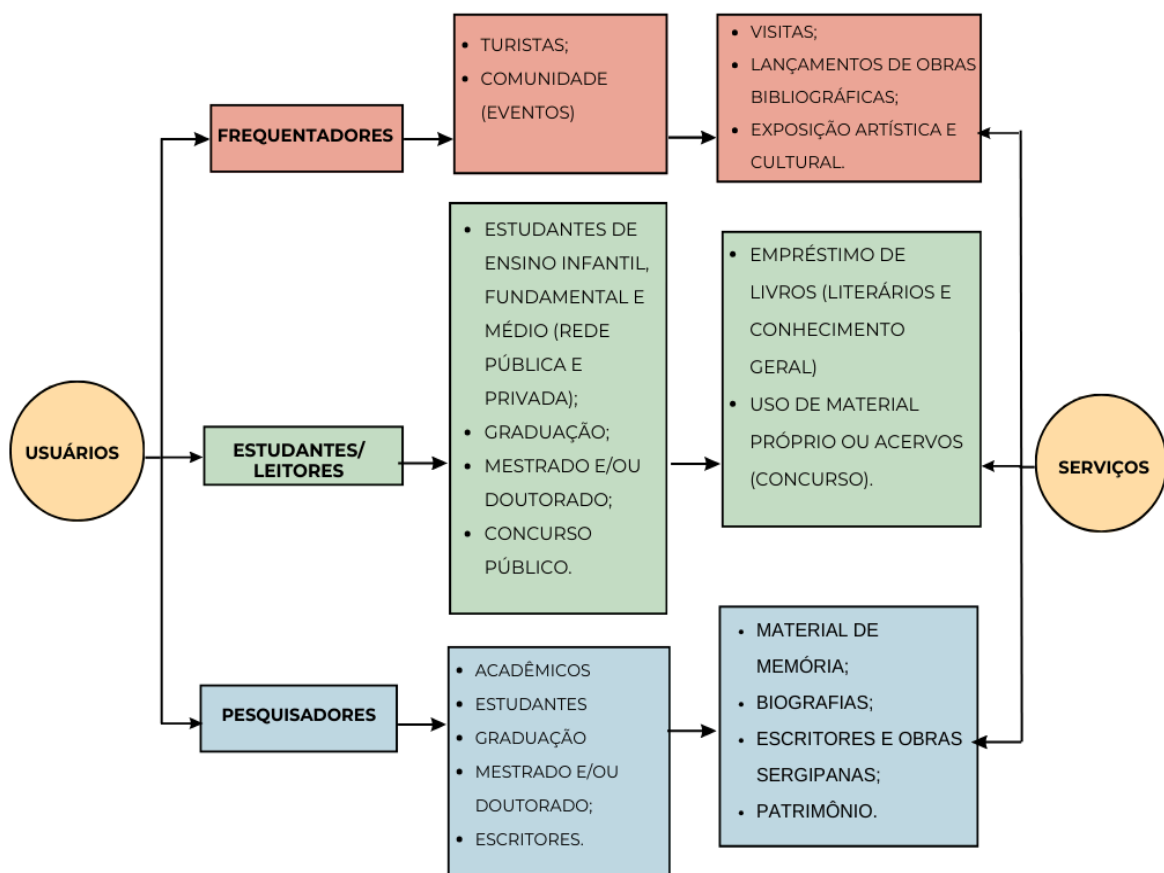 USUÁRIOS
FREQUENTADORES
• TURISTAS;
• COMUNIDADE
(EVENTOS)
• VISITAS;
• LANÇAMENTOS DE OBRAS
BIBLIOGRÁFICAS;
• EXPOSIÇÃO ARTÍSTICA E
CULTURAL.
ESTUDANTES/
LEITORES
• ESTUDANTES DE
ENSINO INFANTIL,
FUNDAMENTAL E
MÉDIO (REDE
PÚBLICA E
PRIVADA);
• GRADUAÇÃO;
• MESTRADO E/OU
DOUTORADO;
• CONCURSO
PÚBLICO.
• EMPRÉSTIMO DE
LIVROS (LITERÁRIOS E
CONHECIMENTO
GERAL)
• USO DE MATERIAL
PRÓPRIO OU ACERVOS
(CONCURSO).
PESQUISADORES
• ACADÊMICOS
• ESTUDANTES
• GRADUAÇÃO
• MESTRADO E/OU
DOUTORADO;
• ESCRITORES.
• MATERIAL DE
MEMÓRIA;
• BIOGRAFIAS;
• ESCRITORES E OBRAS
SERGIPANAS;
• PATRIMÔNIO.
SERVIÇOS